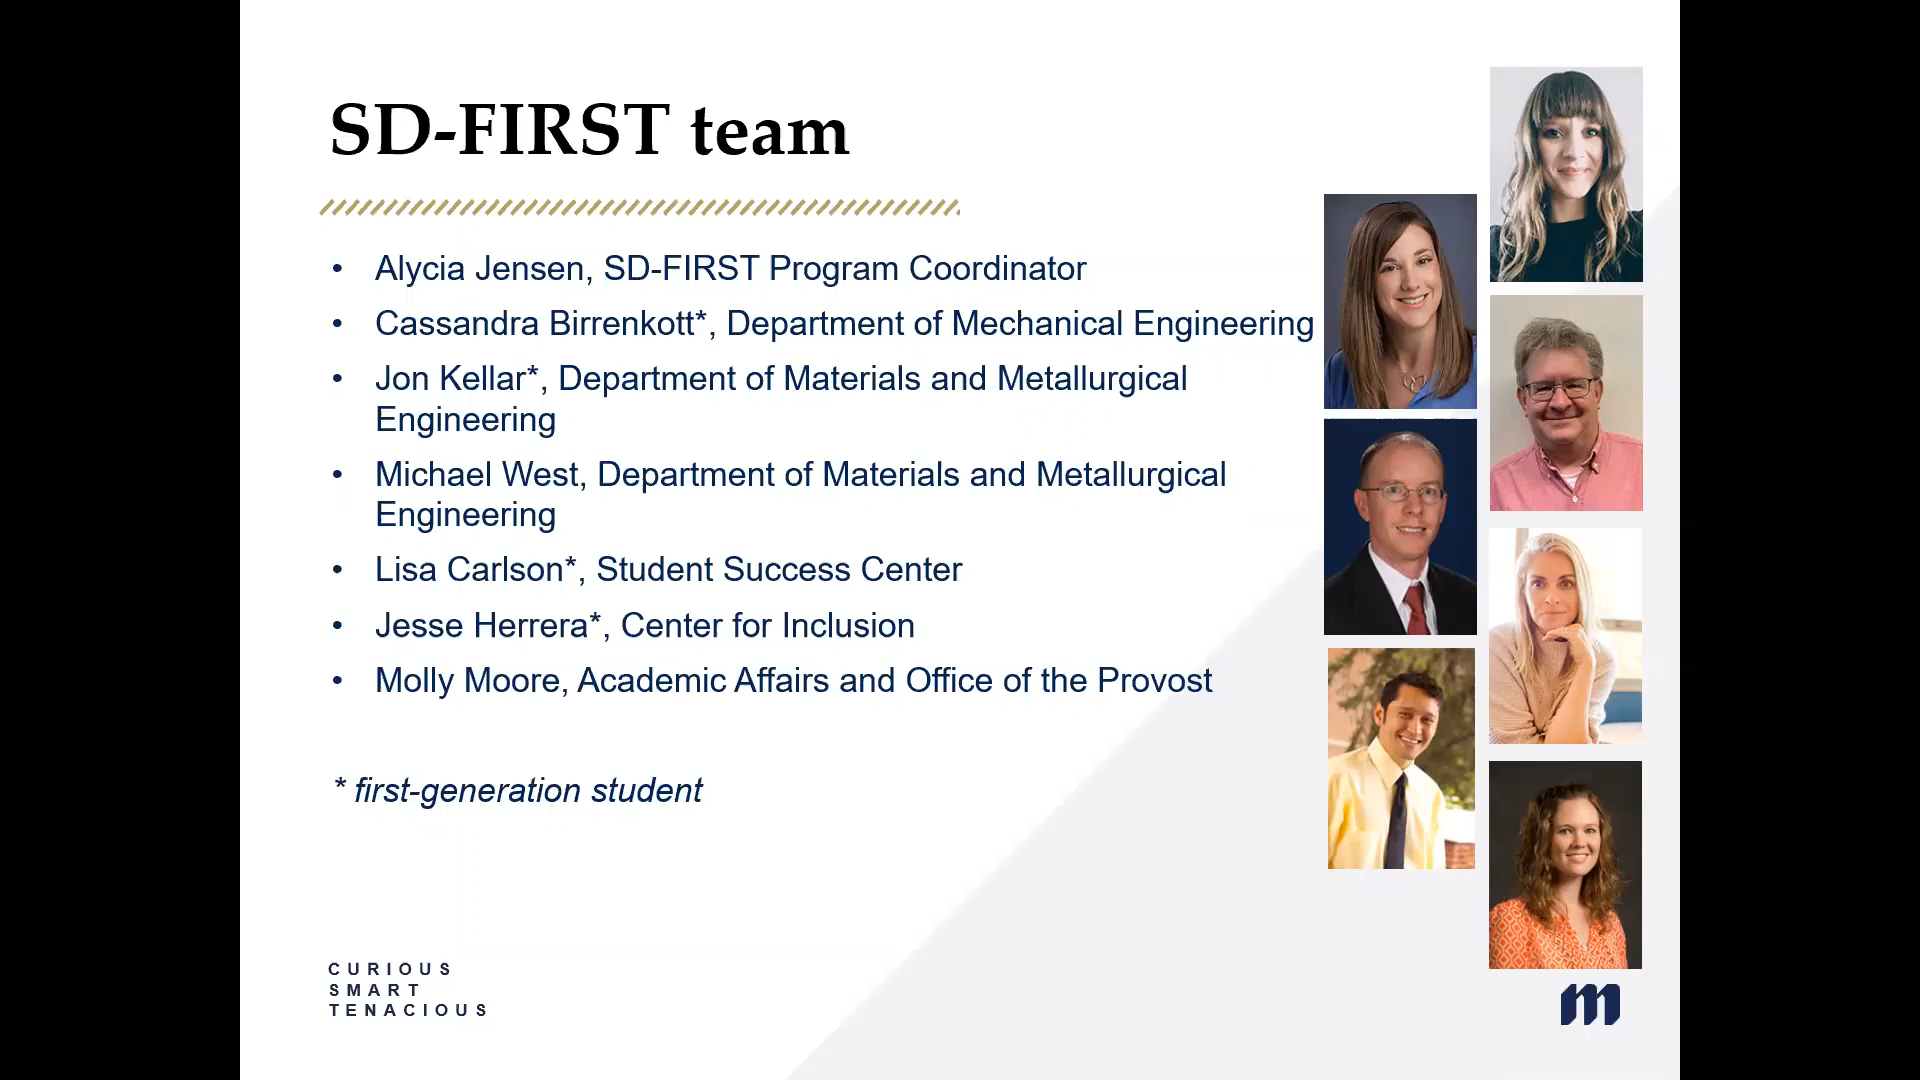 SD-FIRST team
• Alycia Jensen, SD-FIRST Program Coordinator
• Cassandra Birrenkott*, Department of Mechanical Engineering
• Jon Kellar*, Department of Materials and Metallurgical
Engineering
• Michael West, Department of Materials and Metallurgical
Engineering
• Lisa Carlson*, Student Success Center
• Jesse Herrera*, Center for Inclusion
• Molly Moore, Academic Affairs and Office of the Provost
* first-generation student
CURIOUS
SMART
TENACIOUS
m